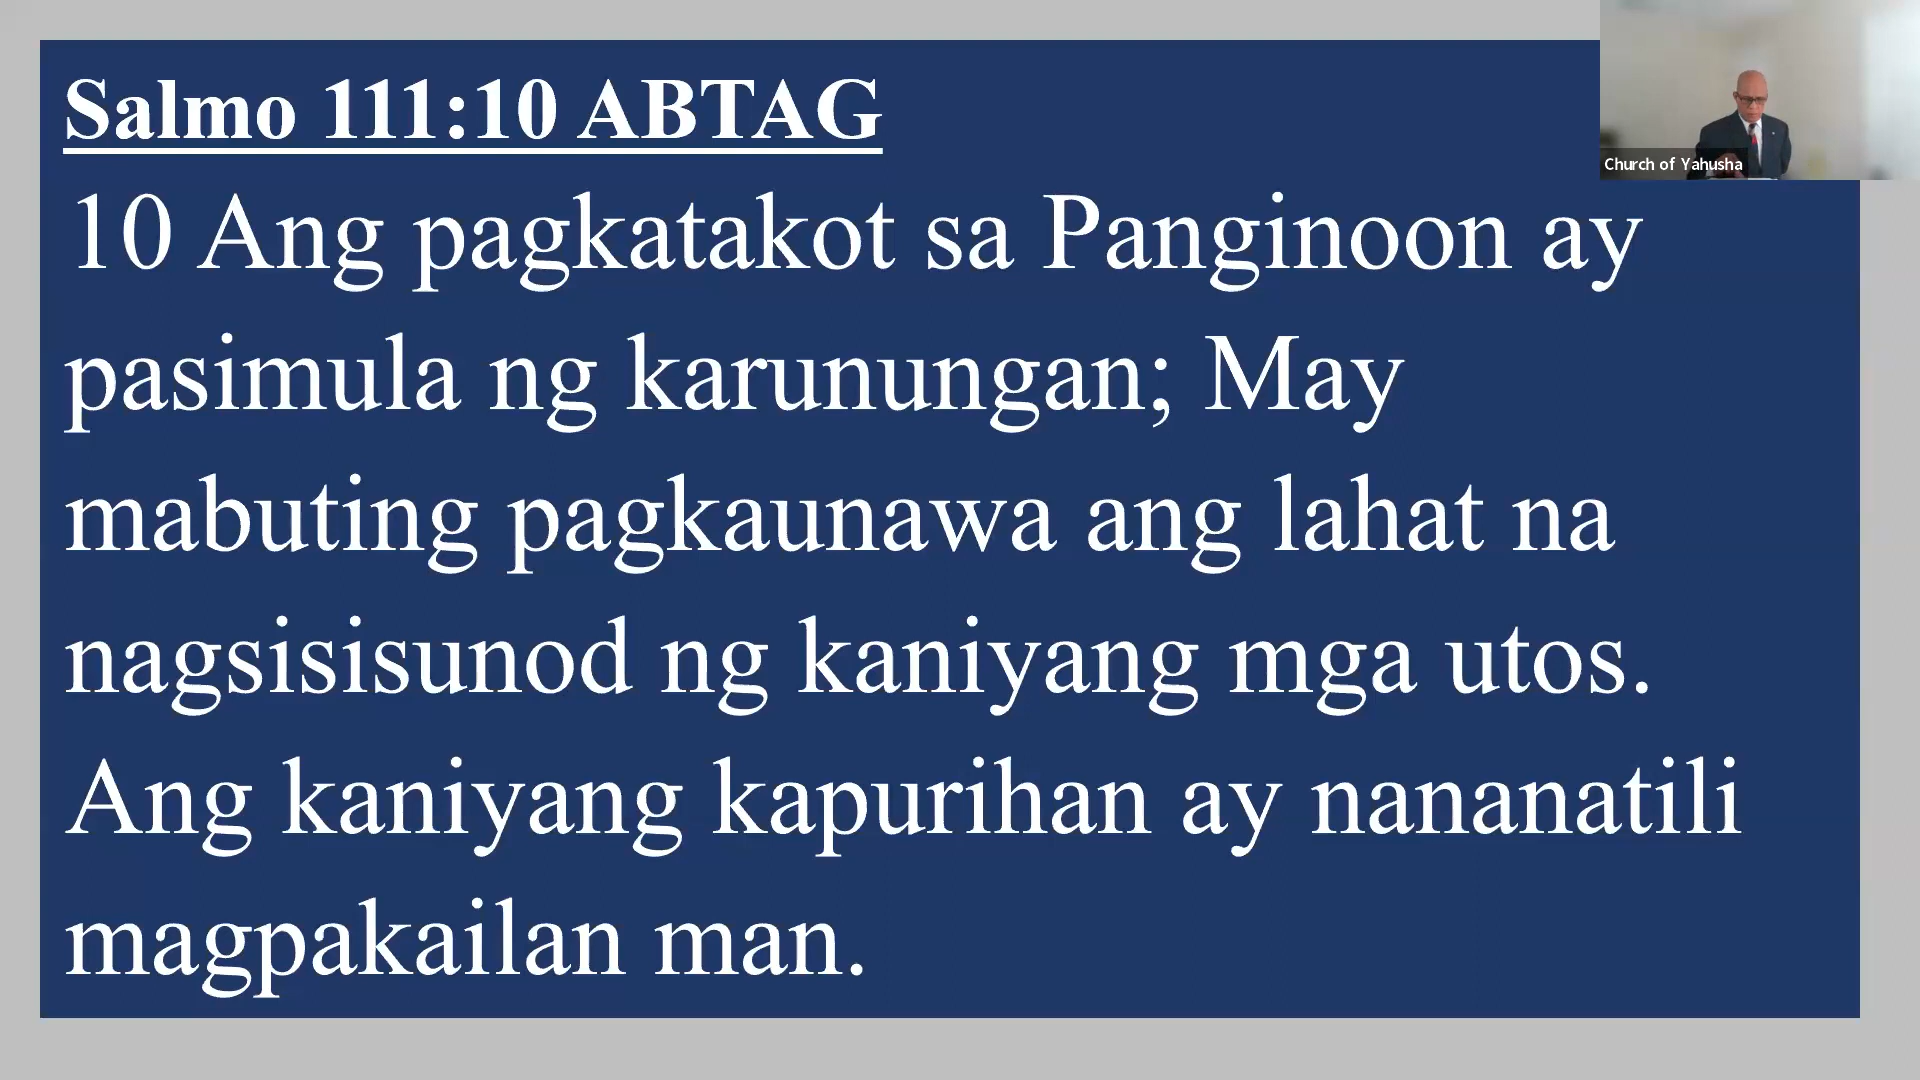 Salmo 111:10 ABTAG
10 Ang pagkatakot sa Panginoon ay
pasimula ng karunungan; May
mabuting pagkaunawa ang lahat na
nagsisisunod ng kaniyang mga utos.
Ang kaniyang kapurihan ay nananatili
magpakailan man.
Church of Yahusha